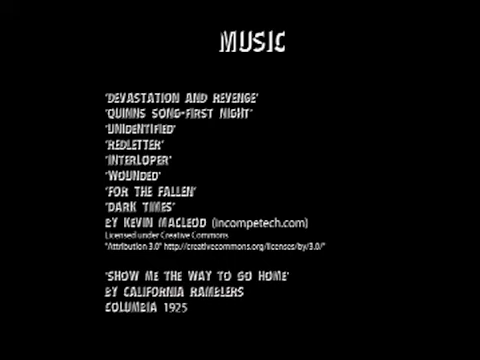 MUSIC
'DEVASTATION AND REVENGE'
'QUINNS SONG-FIRST NIGHT'
'UNIDENTIFIED'
'REDLETTER'
'INTERLOPER'
'WOUNDED'
'FOR THE FALLEN'
'DARK TIMES'
BY KEVIN MACLEOD (incompetech.com)
Licensed under Creative Commons
"Attribution 3.0" http://creativecommons.org/licenses/by/3.0/"
'SHOW ME THE WAY TO GO HOME'
BY CALIFORNIA RAMBLERS
COLUMBIA 1925